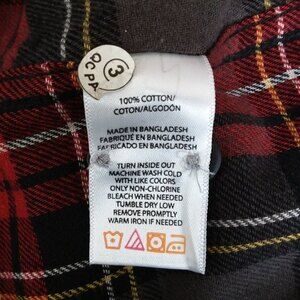 3
QC PA
100% COTTON/
COTON/ALGODÓN
MADE IN BANGLADESH
FABRIQUÉ EN BANGLADESH
FABRICADO EN BANGLADESH
TURN INSIDE OUT
MACHINE WASH COLD
WITH LIKE COLORS
ONLY NON-CHLORINE
BLEACH WHEN NEEDED
TUMBLE DRY LOW
REMOVE PROMPTLY
WARM IRON IF NEEDED